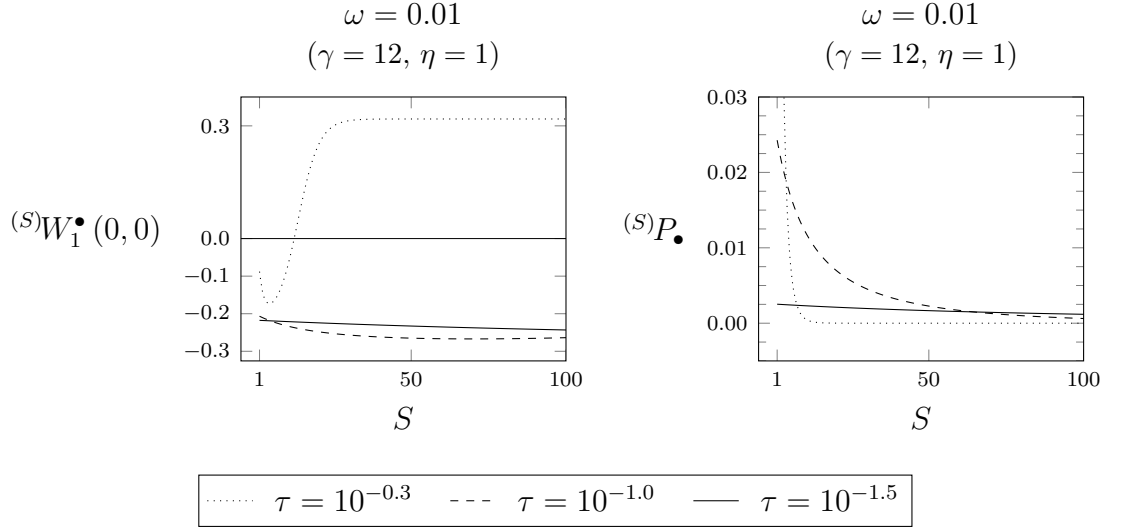 ω = 0.01
(γ = 12, η = 1)
0.3
0.0
−0.1
−0.2
−0.3
1
50
100
(S)W₁•(0, 0)
S
ω = 0.01
(γ = 12, η = 1)
0.03
0.02
0.01
0.00
1
50
100
(S)P•
S
τ = 10^−0.3 τ = 10^−1.0 τ = 10^−1.5